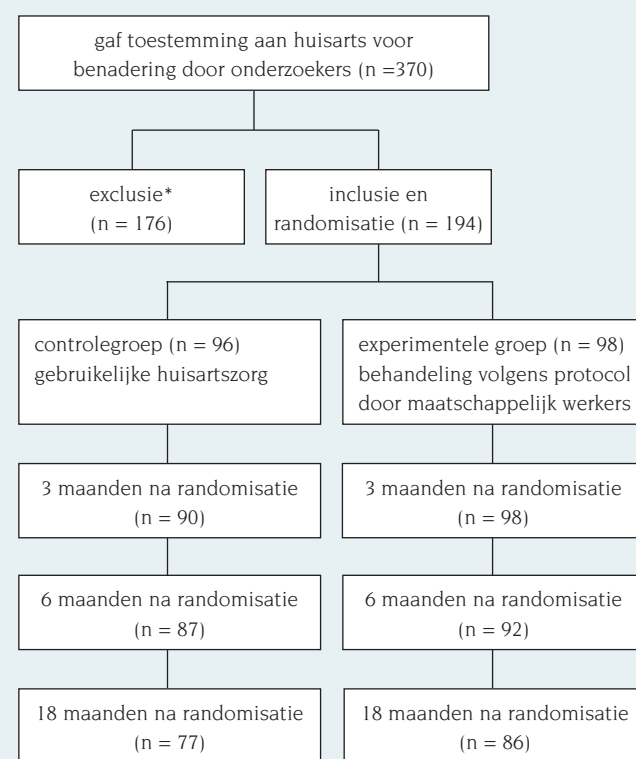 gaf toestemming aan huisarts voor
benadering door onderzoekers (n =370)
exclusie*
(n = 176)
inclusie en
randomisatie (n = 194)
controlegroep (n = 96)
gebruikelijke huisartszorg
experimentele groep (n = 98)
behandeling volgens protocol
door maatschappelijk werkers
3 maanden na randomisatie
(n = 90)
3 maanden na randomisatie
(n = 98)
6 maanden na randomisatie
(n = 87)
6 maanden na randomisatie
(n = 92)
18 maanden na randomisatie
(n = 77)
18 maanden na randomisatie
(n = 86)